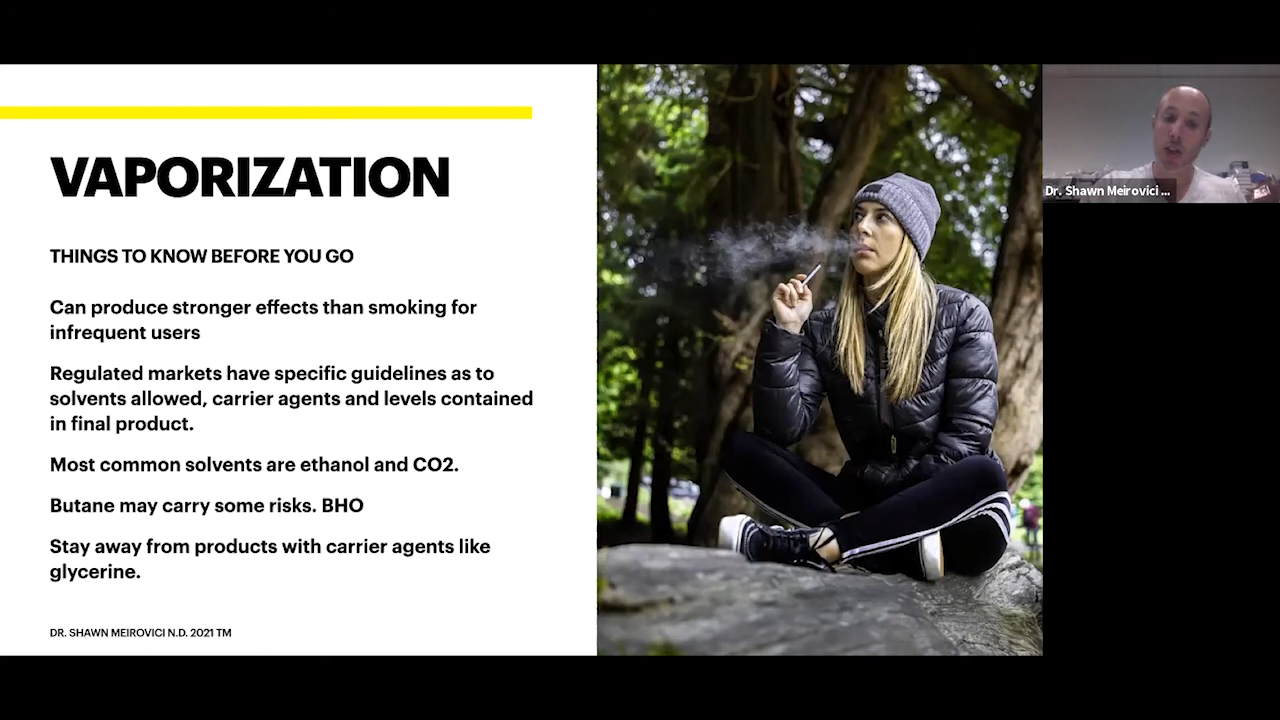 VAPORIZATION
THINGS TO KNOW BEFORE YOU GO
Can produce stronger effects than smoking for
infrequent users
Regulated markets have specific guidelines as to
solvents allowed, carrier agents and levels contained
in final product.
Most common solvents are ethanol and CO2.
Butane may carry some risks. BHO
Stay away from products with carrier agents like
glycerine.
DR. SHAWN MEIROVICI N.D. 2021 TM
Dr. Shawn Meirovici ...